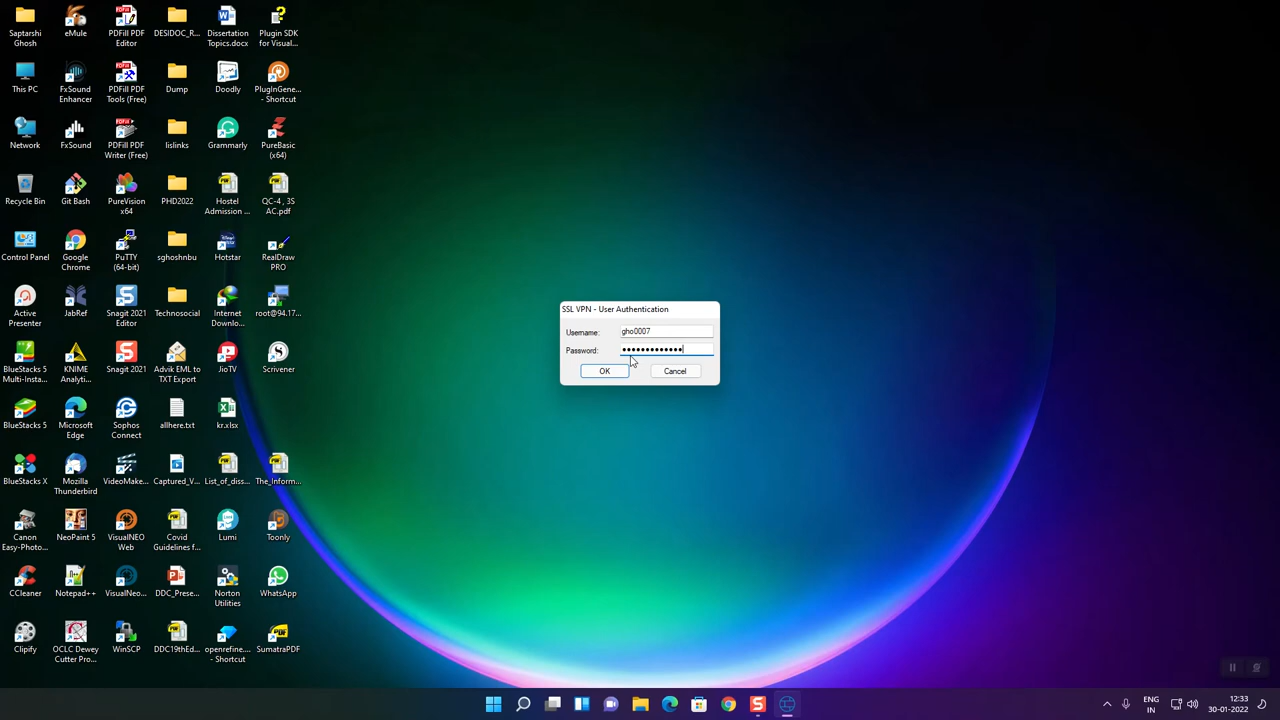 Saptarshi
Ghosh
eMule
PDFill PDF
Editor
DESIDOC_R...
Dissertation
Topics.docx
Plugin SDK
for Visual...
This PC
FxSound
Enhancer
PDFill PDF
Tools (Free)
Dump
Doodly
PlugInGene...
- Shortcut
Network
FxSound
PDFill PDF
Writer (Free)
lislinks
Grammarly
PureBasic
(x64)
Recycle Bin
Git Bash
PureVision
x64
PHD2022
Hostel
Admission ...
QC-4 , 3S
AC.pdf
Control Panel
Google
Chrome
PuTTY
(64-bit)
sghoshnbu
Hotstar
RealDraw
PRO
Active
Presenter
JabRef
Snagit 2021
Editor
Technosocial
Internet
Downlo...
root@94.17...
SSL VPN - User Authentication
Username: gho0007
Password: •••••••••••••
OK Cancel
BlueStacks 5
Multi-Insta...
KNIME
Analyti...
Snagit 2021
Advik EML to
TXT Export
JioTV
Scrivener
BlueStacks 5
Microsoft
Edge
Sophos
Connect
allhere.txt
kr.xlsx
BlueStacks X
Mozilla
Thunderbird
VideoMake...
Captured_V...
List_of_diss...
The_Inform...
Canon
Easy-Photo...
NeoPaint 5
VisualNEO
Web
Covid
Guidelines f...
Lumi
Toonly
CCleaner
Notepad++
VisualNeo...
DDC_Prese...
Norton
Utilities
WhatsApp
Clipify
OCLC Dewey
Cutter Pro...
WinSCP
DDC19thEd...
openrefine....
- Shortcut
SumatraPDF
ENG
IN
12:33
30-01-2022